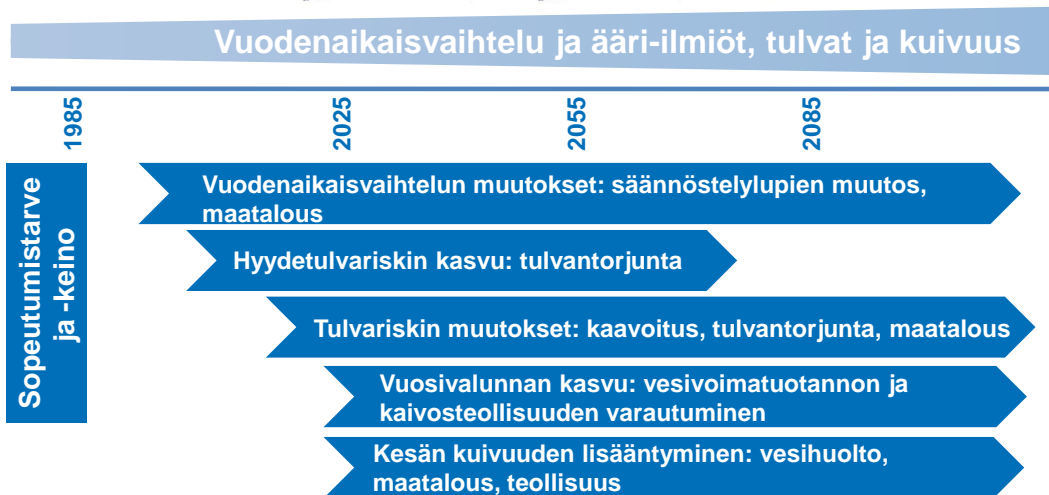 Vuodenaikaisvaihtelu ja ääri-ilmiöt, tulvat ja kuivuus
1985
2025
2055
2085
Sopeutumistarve
ja -keino
Vuodenaikaisvaihtelun muutokset: säännöstelylupien muutos,
maatalous
Hyydetulvariskin kasvu: tulvantorjunta
Tulvariskin muutokset: kaavoitus, tulvantorjunta, maatalous
Vuosivalunnan kasvu: vesivoimatuotannon ja
kaivosteollisuuden varautuminen
Kesän kuivuuden lisääntyminen: vesihuolto,
maatalous, teollisuus